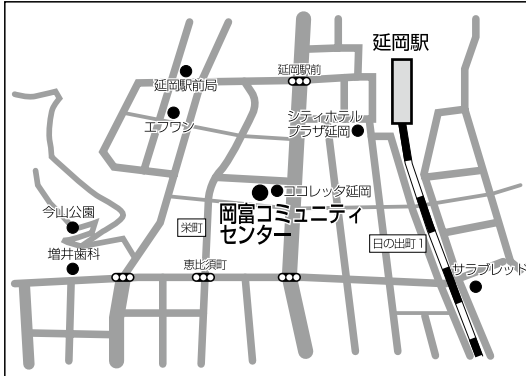 延岡駅
延岡駅前
延岡駅前局
エフワン
シティホテル
プラザ延岡
ココレッタ延岡
岡富コミュニティ
センター
今山公園
栄町
日の出町1
増井歯科
恵比須町
サラブレッド